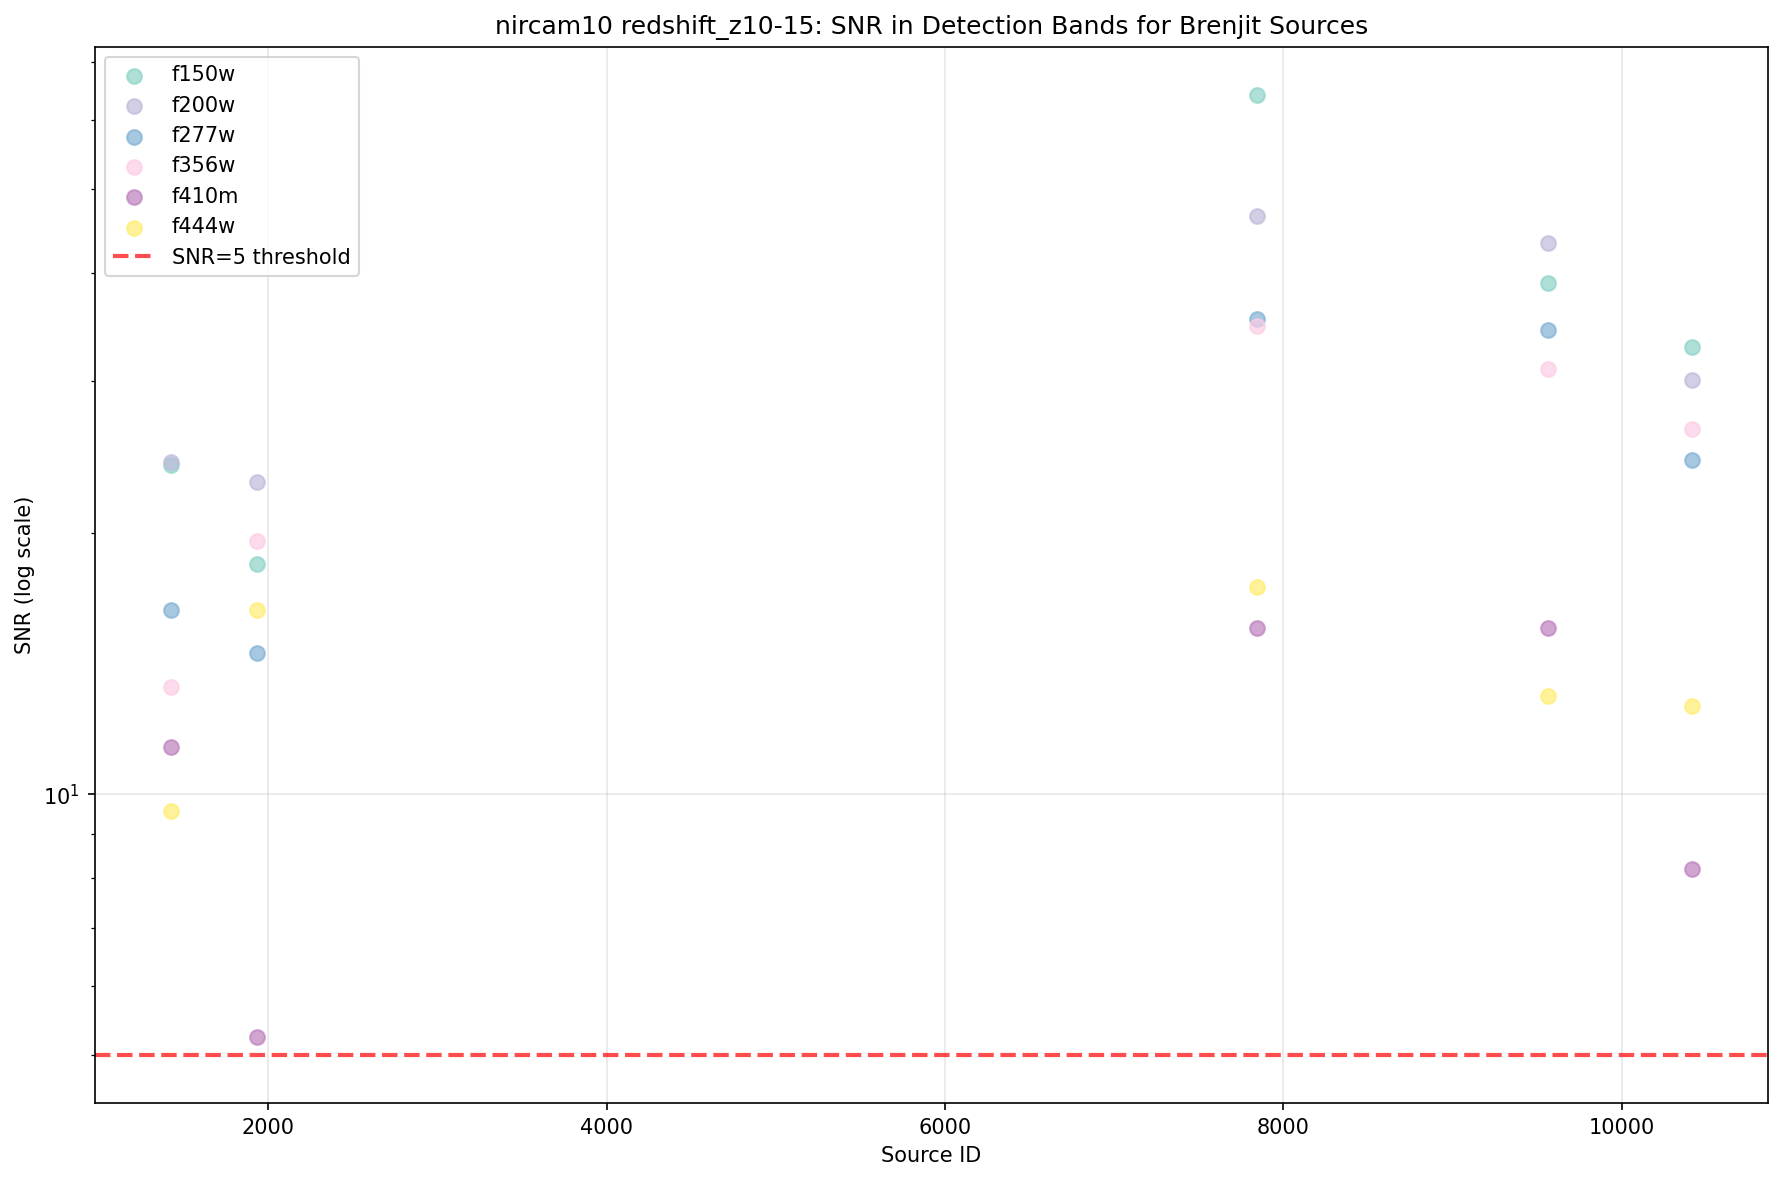 nircam10 redshift_z10-15: SNR in Detection Bands for Brenjit Sources
f150w
f200w
f277w
f356w
f410m
f444w
SNR=5 threshold
SNR (log scale)
10¹
2000 4000 6000 8000 10000
Source ID